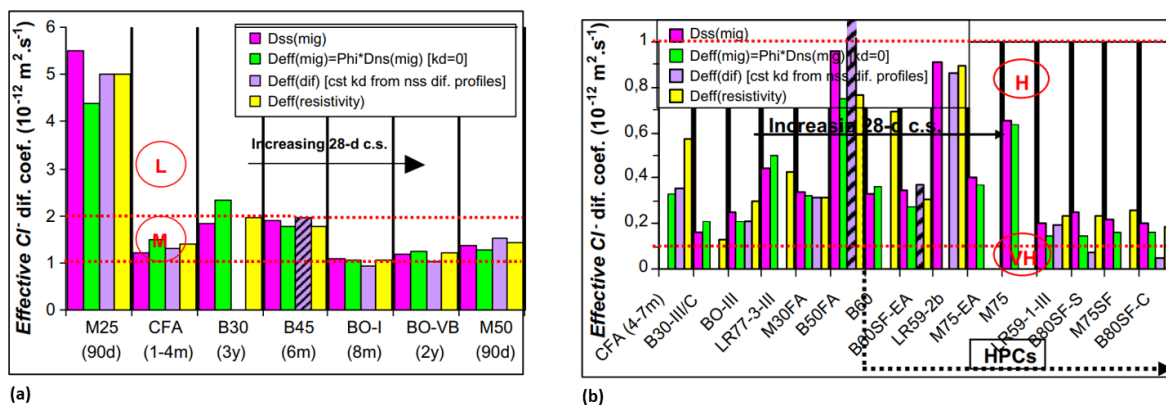 (a)
Effective Cl- dif. coef. (10-12 m2.s-1)
6
5
4
3
2
1
0
Dss(mig)
Deff(mig)=Phi*Dns(mig) [kd=0]
Deff(dif) [cst kd from nss dif. profiles]
Deff(resistivity)
Increasing 28-d c.s.
L
M
M25 CFA B30 B45 BO-I BO-VB M50
(90d) (1-4m) (3y) (6m) (8m) (2y) (90d)
(b)
Effective Cl- dif. coef. (10-12 m2.s-1)
1
0,8
0,6
0,4
0,2
0
Dss(mig)
Deff(mig)=Phi*Dns(mig) [kd=0]
Deff(dif) [cst kd from nss dif. profiles]
Deff(resistivity)
Increasing 28-d c.s.
H
VH
CFA (4-7m)
B30-III/C
BO-III
LR77-3-III
M30FA
B50FA
B60
B80SF-EA
LR59-2b
M75-EA
M75
LR59-1-III
B80SF-S
M75SF
B80SF-C
HPCs